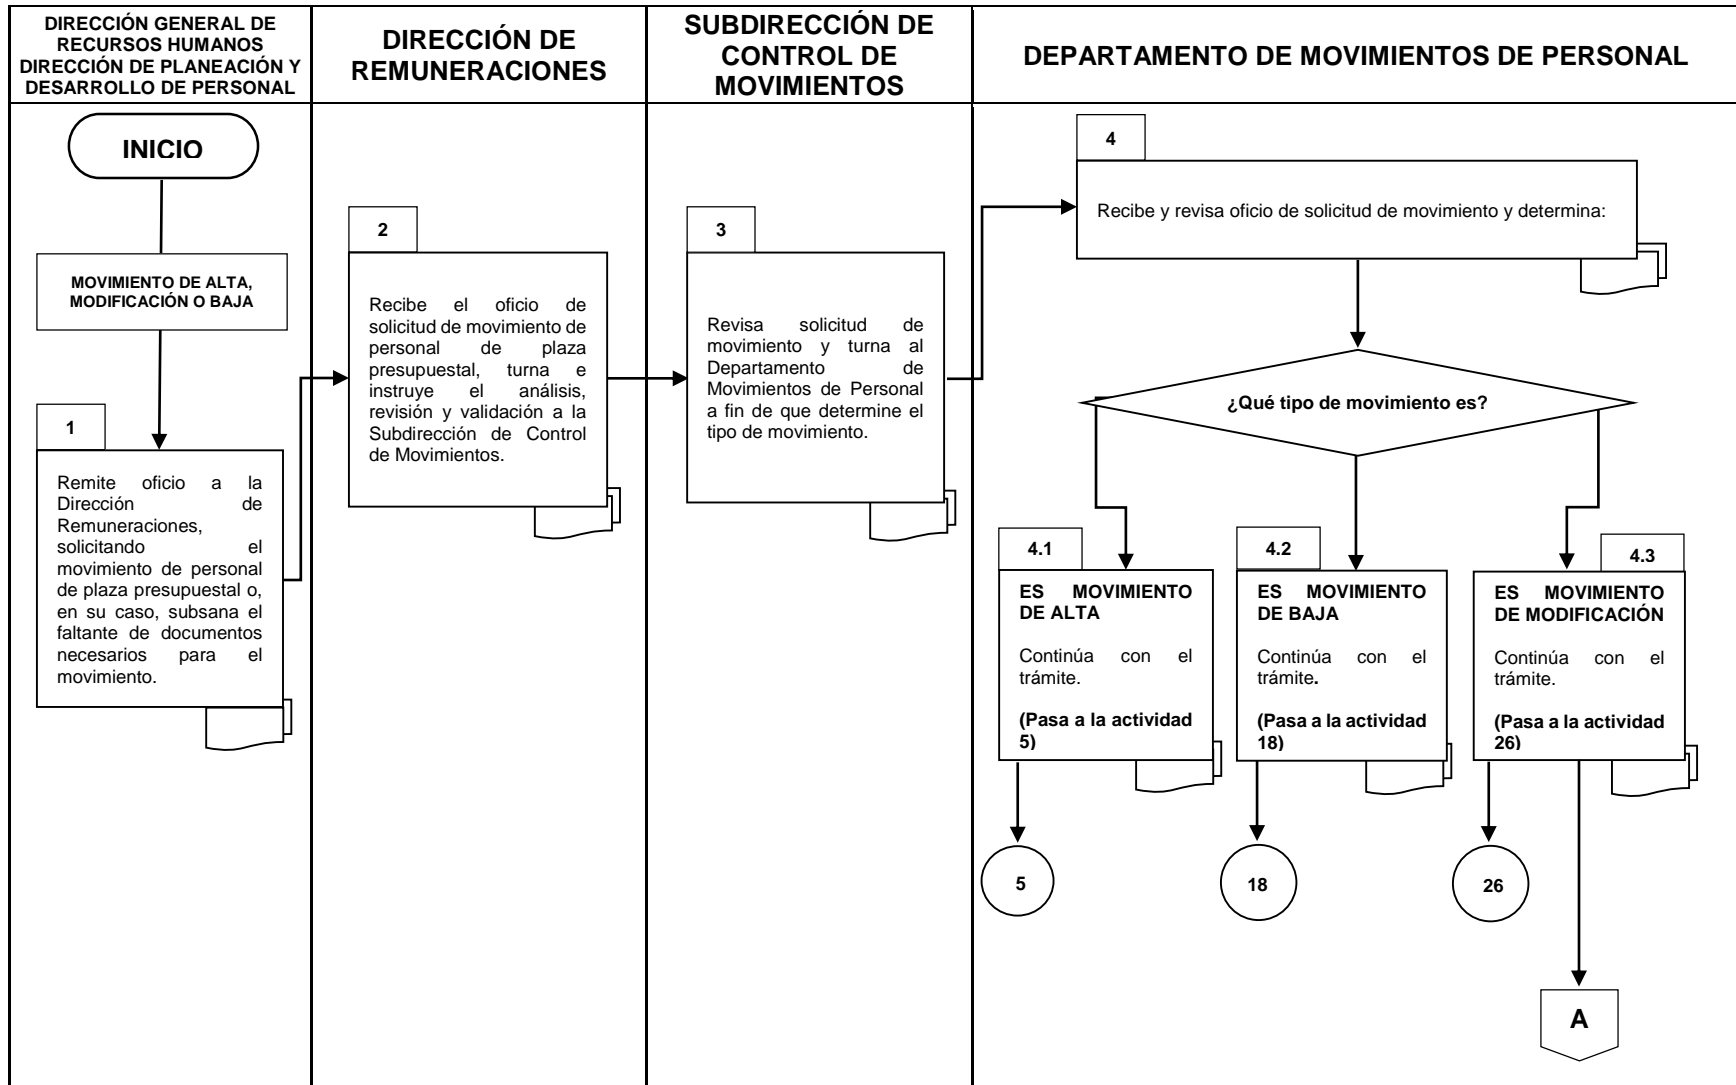 DIRECCIÓN GENERAL DE
RECURSOS HUMANOS
DIRECCIÓN DE PLANEACIÓN Y
DESARROLLO DE PERSONAL
DIRECCIÓN DE
REMUNERACIONES
SUBDIRECCIÓN DE
CONTROL DE
MOVIMIENTOS
DEPARTAMENTO DE MOVIMIENTOS DE PERSONAL
INICIO
MOVIMIENTO DE ALTA,
MODIFICACIÓN O BAJA
1
Remite oficio a la
Dirección de
Remuneraciones,
solicitando el
movimiento de personal
de plaza presupuestal o,
en su caso, subsana el
faltante de documentos
necesarios para el
movimiento.
2
Recibe el oficio de
solicitud de movimiento de
personal de plaza
presupuestal, turna e
instruye el análisis,
revisión y validación a la
Subdirección de Control
de Movimientos.
3
Revisa solicitud de
movimiento y turna al
Departamento de
Movimientos de Personal
a fin de que determine el
tipo de movimiento.
4
Recibe y revisa oficio de solicitud de movimiento y determina:
¿Qué tipo de movimiento es?
4.1
ES MOVIMIENTO
DE ALTA
Continúa con el
trámite.
(Pasa a la actividad
5)
5
4.2
ES MOVIMIENTO
DE BAJA
Continúa con el
trámite.
(Pasa a la actividad
18)
18
4.3
ES MOVIMIENTO
DE MODIFICACIÓN
Continúa con el
trámite.
(Pasa a la actividad
26)
26
A